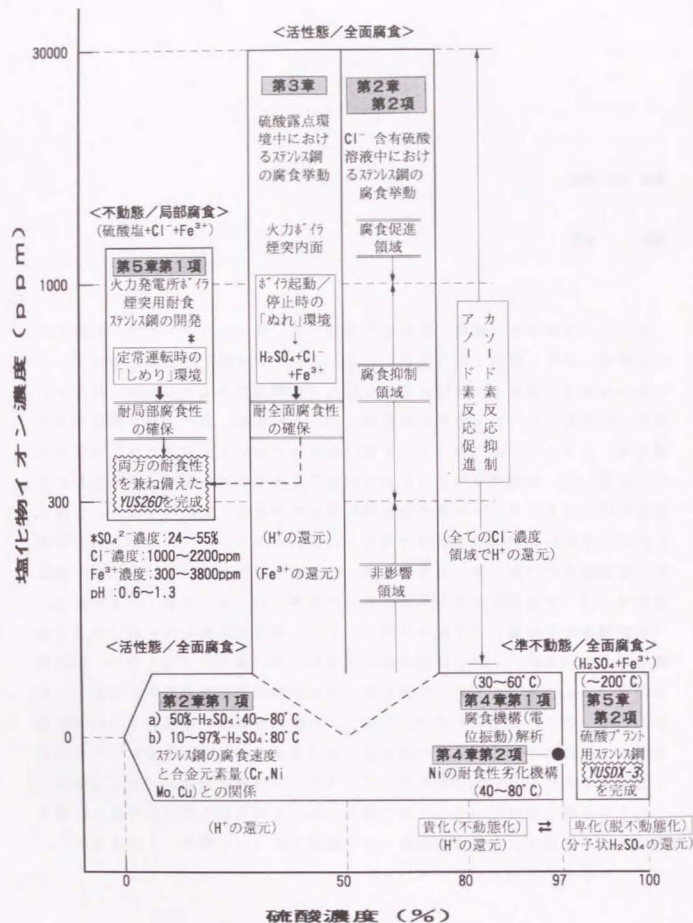 <活性態/全面腐食>
30000
第3章
硫酸露点環
境中におけ
るステンレス鋼
の腐食挙動
火力ボイラ
煙突内面
ボイラ起動/
停止時の
「ぬれ」環境
H₂SO₄+Cl⁻
+Fe³⁺
耐全面腐食性
の確保
第2章
第2項
Cl⁻ 含有硫酸
溶液中におけ
るステンレス鋼の
腐食挙動
腐食促進
領域
腐食抑制
領域
非影響
領域
カソード素反応抑制
アノード素反応促進
<不動態/局部腐食>
(硫酸塩+Cl⁻+Fe³⁺)
第5章第1項
火力発電所ボイラ
煙突用耐食
ステンレス鋼の開発
*
定常運転時の
「しめり」環境
耐局部腐食性
の確保
両方の耐食性
を兼ね備えた
YUS260を完成
塩化物イオン濃度(ppm)
1000
300
*SO₄²⁻濃度:24~55%
Cl⁻濃度:1000~2200ppm
Fe³⁺濃度:300~3800ppm
pH :0.6~1.3
(H⁺の還元)
(Fe³⁺の還元)
(全てのCl⁻濃度
領域でH⁺の還元)
<活性態/全面腐食>
<準不動態/全面腐食>
(H₂SO₄+Fe³⁺)
0
第2章第1項
a) 50%-H₂SO₄:40~80°C
b) 10~97%-H₂SO₄:80°C
ステンレス鋼の腐食速度
と合金元素量(Cr,Ni
Mo,Cu)との関係
(30~60°C)
第4章第1項
腐食機構(電
位振動)解析
第4章第2項
Niの耐食性劣化機構
(40~80°C)
(~200°C)
第5章
第2項
硫酸プラント
用ステンレス鋼
YUSDX-3
を完成
(H⁺の還元)
貴化(不動態化) ⇄ 卑化(脱不動態化)
(H⁺の還元) (分子状H₂SO₄の還元)
0 50 80 97 100
硫酸濃度(%)